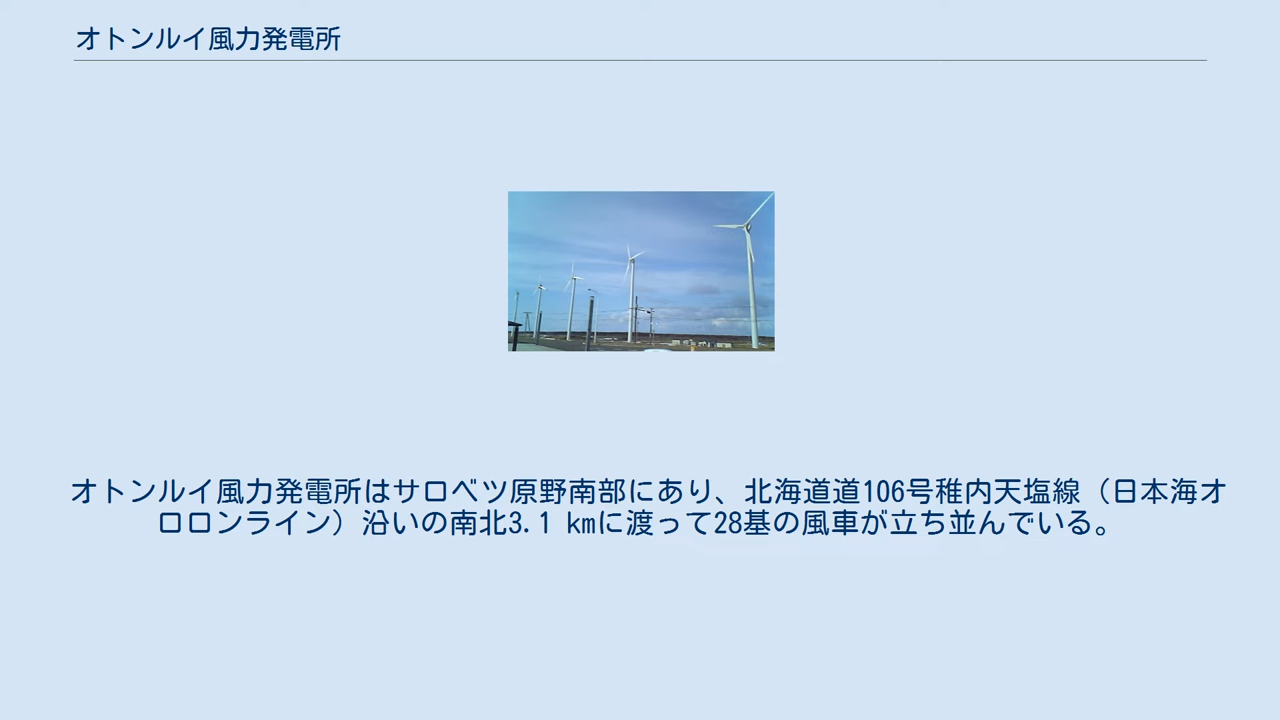 オトンルイ風力発電所
オトンルイ風力発電所はサロベツ原野南部にあり、北海道道106号稚内天塩線（日本海オ
ロロンライン）沿いの南北3.1 kmに渡って28基の風車が立ち並んでいる。